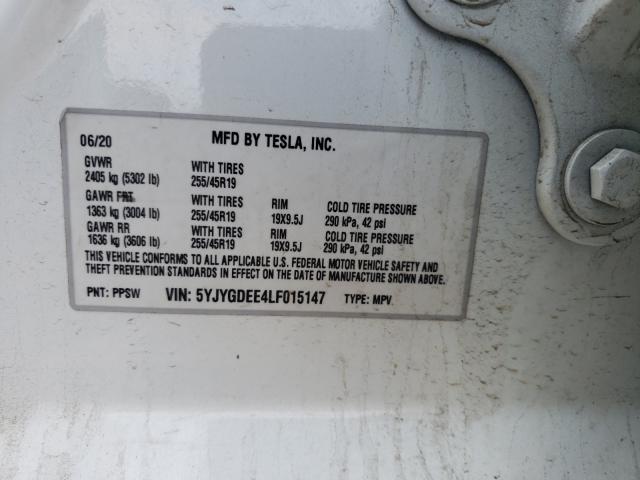 06/20 MFD BY TESLA, INC.
GVWR WITH TIRES
2405 kg (5302 lb) 255/45R19
GAWR FRT WITH TIRES RIM COLD TIRE PRESSURE
1363 kg (3004 lb) 255/45R19 19X9.5J 290 kPa, 42 psi
GAWR RR WITH TIRES RIM COLD TIRE PRESSURE
1636 kg (3606 lb) 255/45R19 19X9.5J 290 kPa, 42 psi
THIS VEHICLE CONFORMS TO ALL APPLICABLE U.S. FEDERAL MOTOR VEHICLE SAFETY AND
THEFT PREVENTION STANDARDS IN EFFECT ON THE DATE OF MANUFACTURE SHOWN ABOVE.
PNT: PPSW VIN: 5YJYGDEE4LF015147 TYPE: MPV